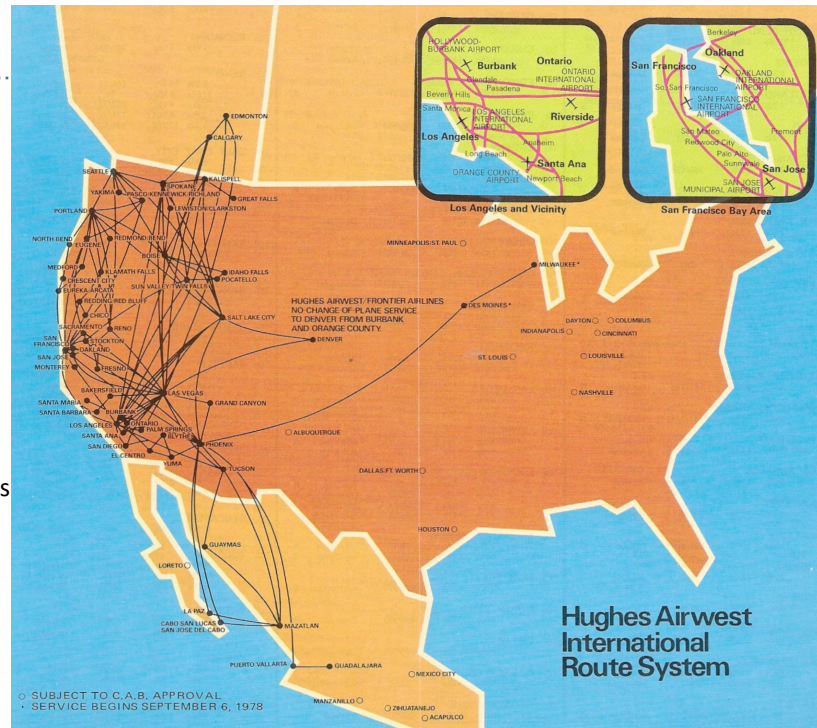 HOLLYWOOD-
BURBANK AIRPORT
Burbank
Ontario
Glendale
ONTARIO
INTERNATIONAL
AIRPORT
Pasadena
Beverly Hills
Santa Monica
LOS ANGELES
INTERNATIONAL
AIRPORT
Riverside
Los Angeles
Anaheim
Long Beach
Santa Ana
ORANGE COUNTY
AIRPORT
Newport Beach
Los Angeles and Vicinity
Berkeley
Oakland
San Francisco
OAKLAND
INTERNATIONAL
AIRPORT
So. San Francisco
SAN FRANCISCO
INTERNATIONAL
AIRPORT
San Mateo
Fremont
Redwood City
Palo Alto
Sunnyvale
San Jose
SAN JOSE
MUNICIPAL AIRPORT
San Francisco Bay Area
EDMONTON
CALGARY
SEATTLE
KALISPELL
SPOKANE
YAKIMA
PASCO-KENNEWICK-RICHLAND
GREAT FALLS
LEWISTON/CLARKSTON
PORTLAND
NORTH BEND
EUGENE
REDMOND/BEND
BOISE
MEDFORD
KLAMATH FALLS
IDAHO FALLS
POCATELLO
CRESCENT CITY
SUN VALLEY/TWIN FALLS
EUREKA-ARCATA
REDDING/RED BLUFF
CHICO
SALT LAKE CITY
SACRAMENTO
RENO
SAN
FRANCISCO
STOCKTON
OAKLAND
SAN JOSE
MONTEREY
FRESNO
DENVER
HUGHES AIRWEST/FRONTIER AIRLINES
NO-CHANGE-OF-PLANE SERVICE
TO DENVER FROM BURBANK
AND ORANGE COUNTY.
MINNEAPOLIS/ST. PAUL
MILWAUKEE*
DES MOINES*
DAYTON
COLUMBUS
INDIANAPOLIS
CINCINNATI
ST. LOUIS
LOUISVILLE
NASHVILLE
BAKERSFIELD
LAS VEGAS
SANTA MARIA
GRAND CANYON
SANTA BARBARA
BURBANK
LOS ANGELES
ONTARIO
PALM SPRINGS
SANTA ANA
BLYTHE
PHOENIX
ALBUQUERQUE
SAN DIEGO
EL CENTRO
YUMA
TUCSON
DALLAS/FT. WORTH
HOUSTON
s
GUAYMAS
LORETO
LA PAZ
CABO SAN LUCAS
SAN JOSE DEL CABO
MAZATLAN
PUERTO VALLARTA
GUADALAJARA
MEXICO CITY
MANZANILLO
ZIHUATANEJO
ACAPULCO
Hughes Airwest
International
Route System
○ SUBJECT TO C.A.B. APPROVAL
· SERVICE BEGINS SEPTEMBER 6, 1978